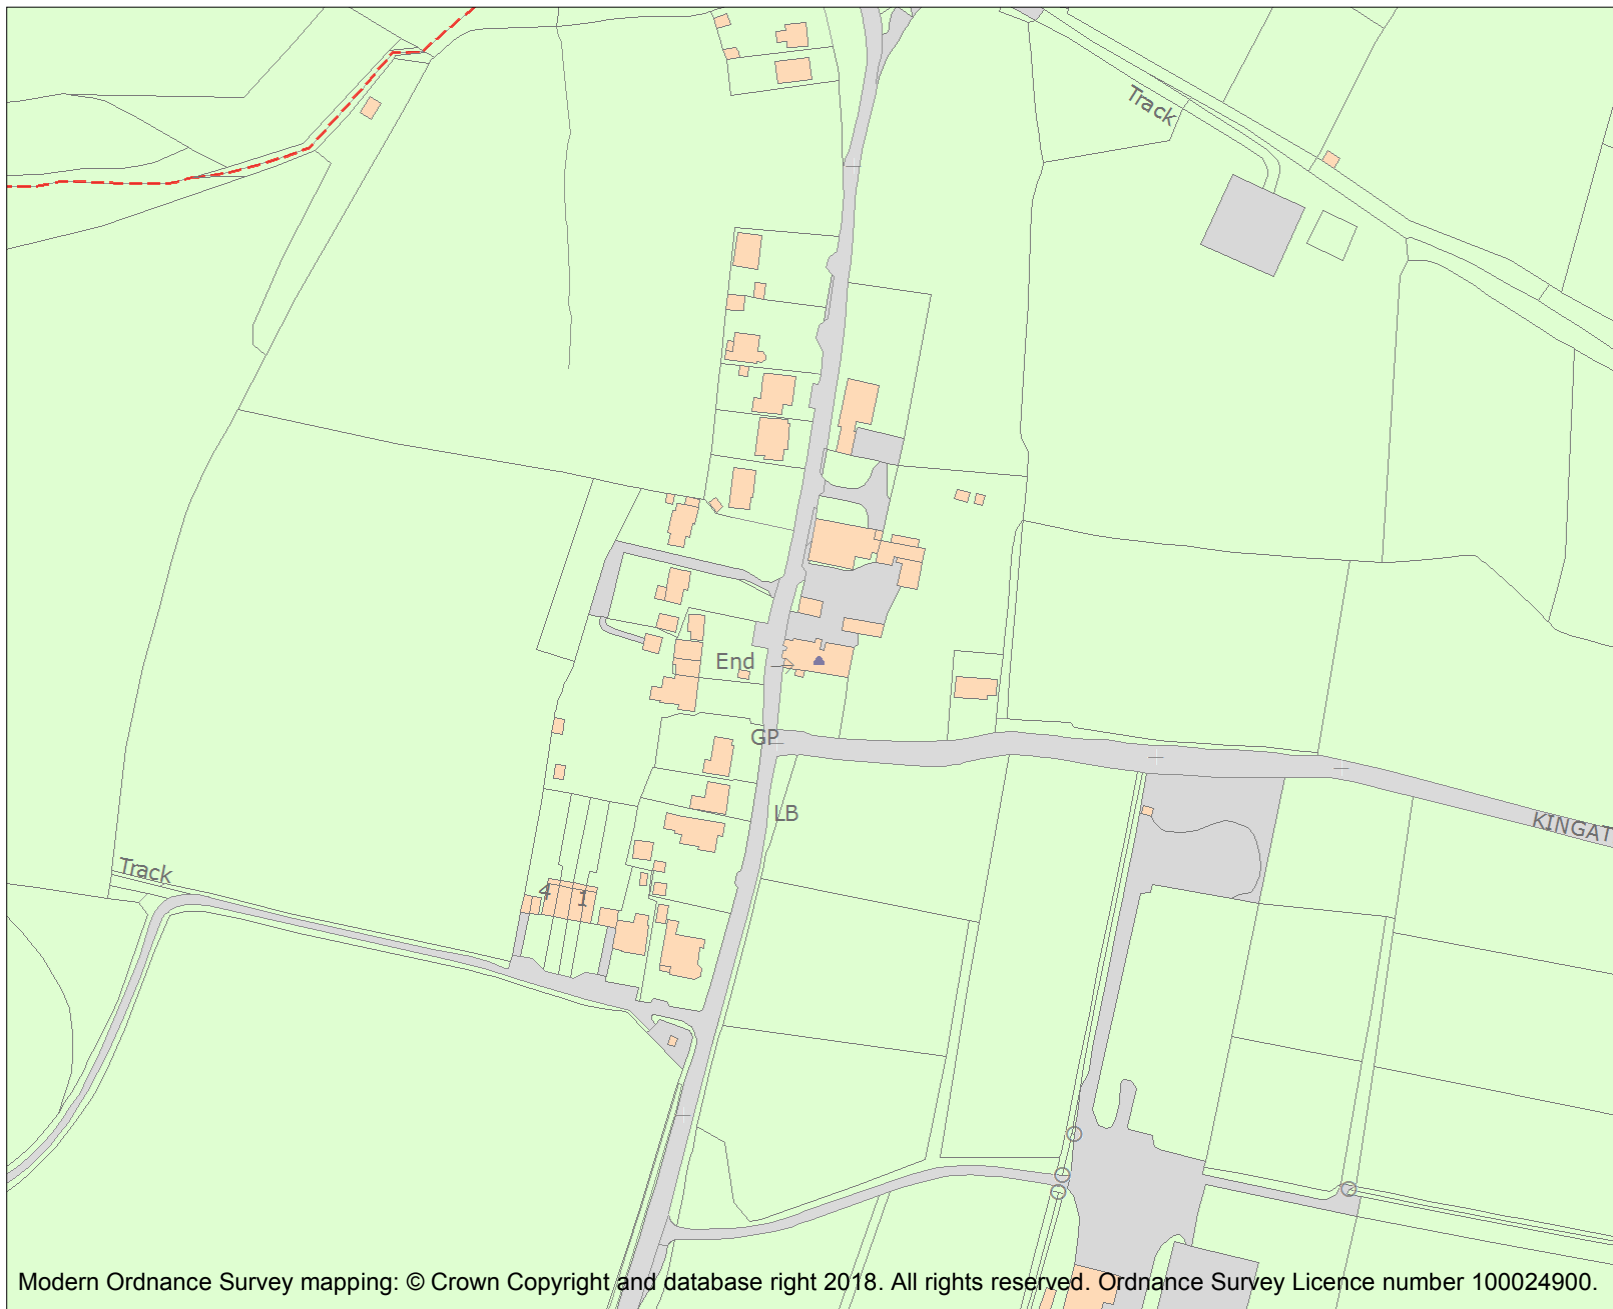 Track
End
GP
LB
KINGAT
Track
4
1
Modern Ordnance Survey mapping: © Crown Copyright and database right 2018. All rights reserved. Ordnance Survey Licence number 100024900.